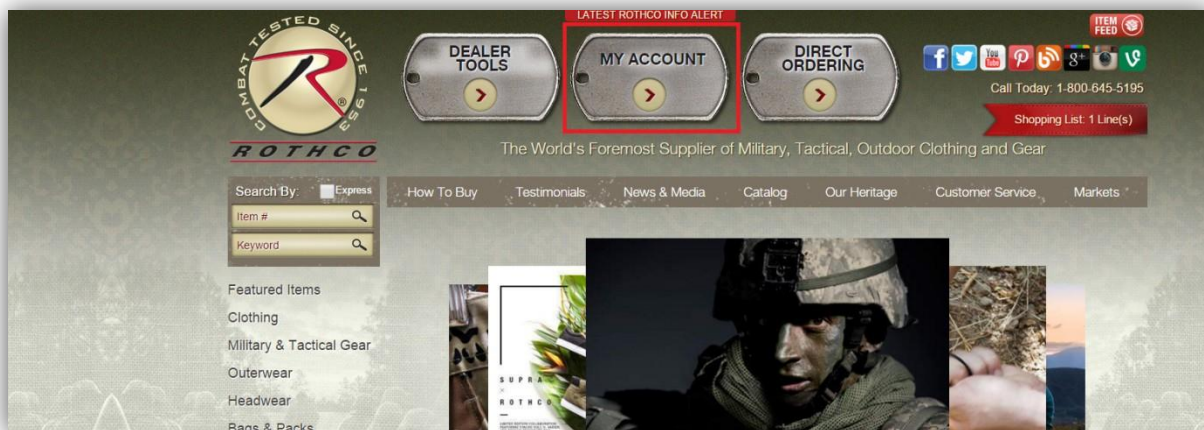 LATEST ROTHCO INFO ALERT
COMBAT TESTED SINCE 1953
R
®
ROTHCO
DEALER
TOOLS
MY ACCOUNT
DIRECT
ORDERING
ITEM
FEED
You
Tube
g+
Call Today: 1-800-645-5195
Shopping List: 1 Line(s)
The World's Foremost Supplier of Military, Tactical, Outdoor Clothing and Gear
Search By: Express
Item #
Keyword
How To Buy Testimonials News & Media Catalog Our Heritage Customer Service Markets
Featured Items
Clothing
Military & Tactical Gear
Outerwear
Headwear
Bags & Packs
SUPRA
×
ROTHCO